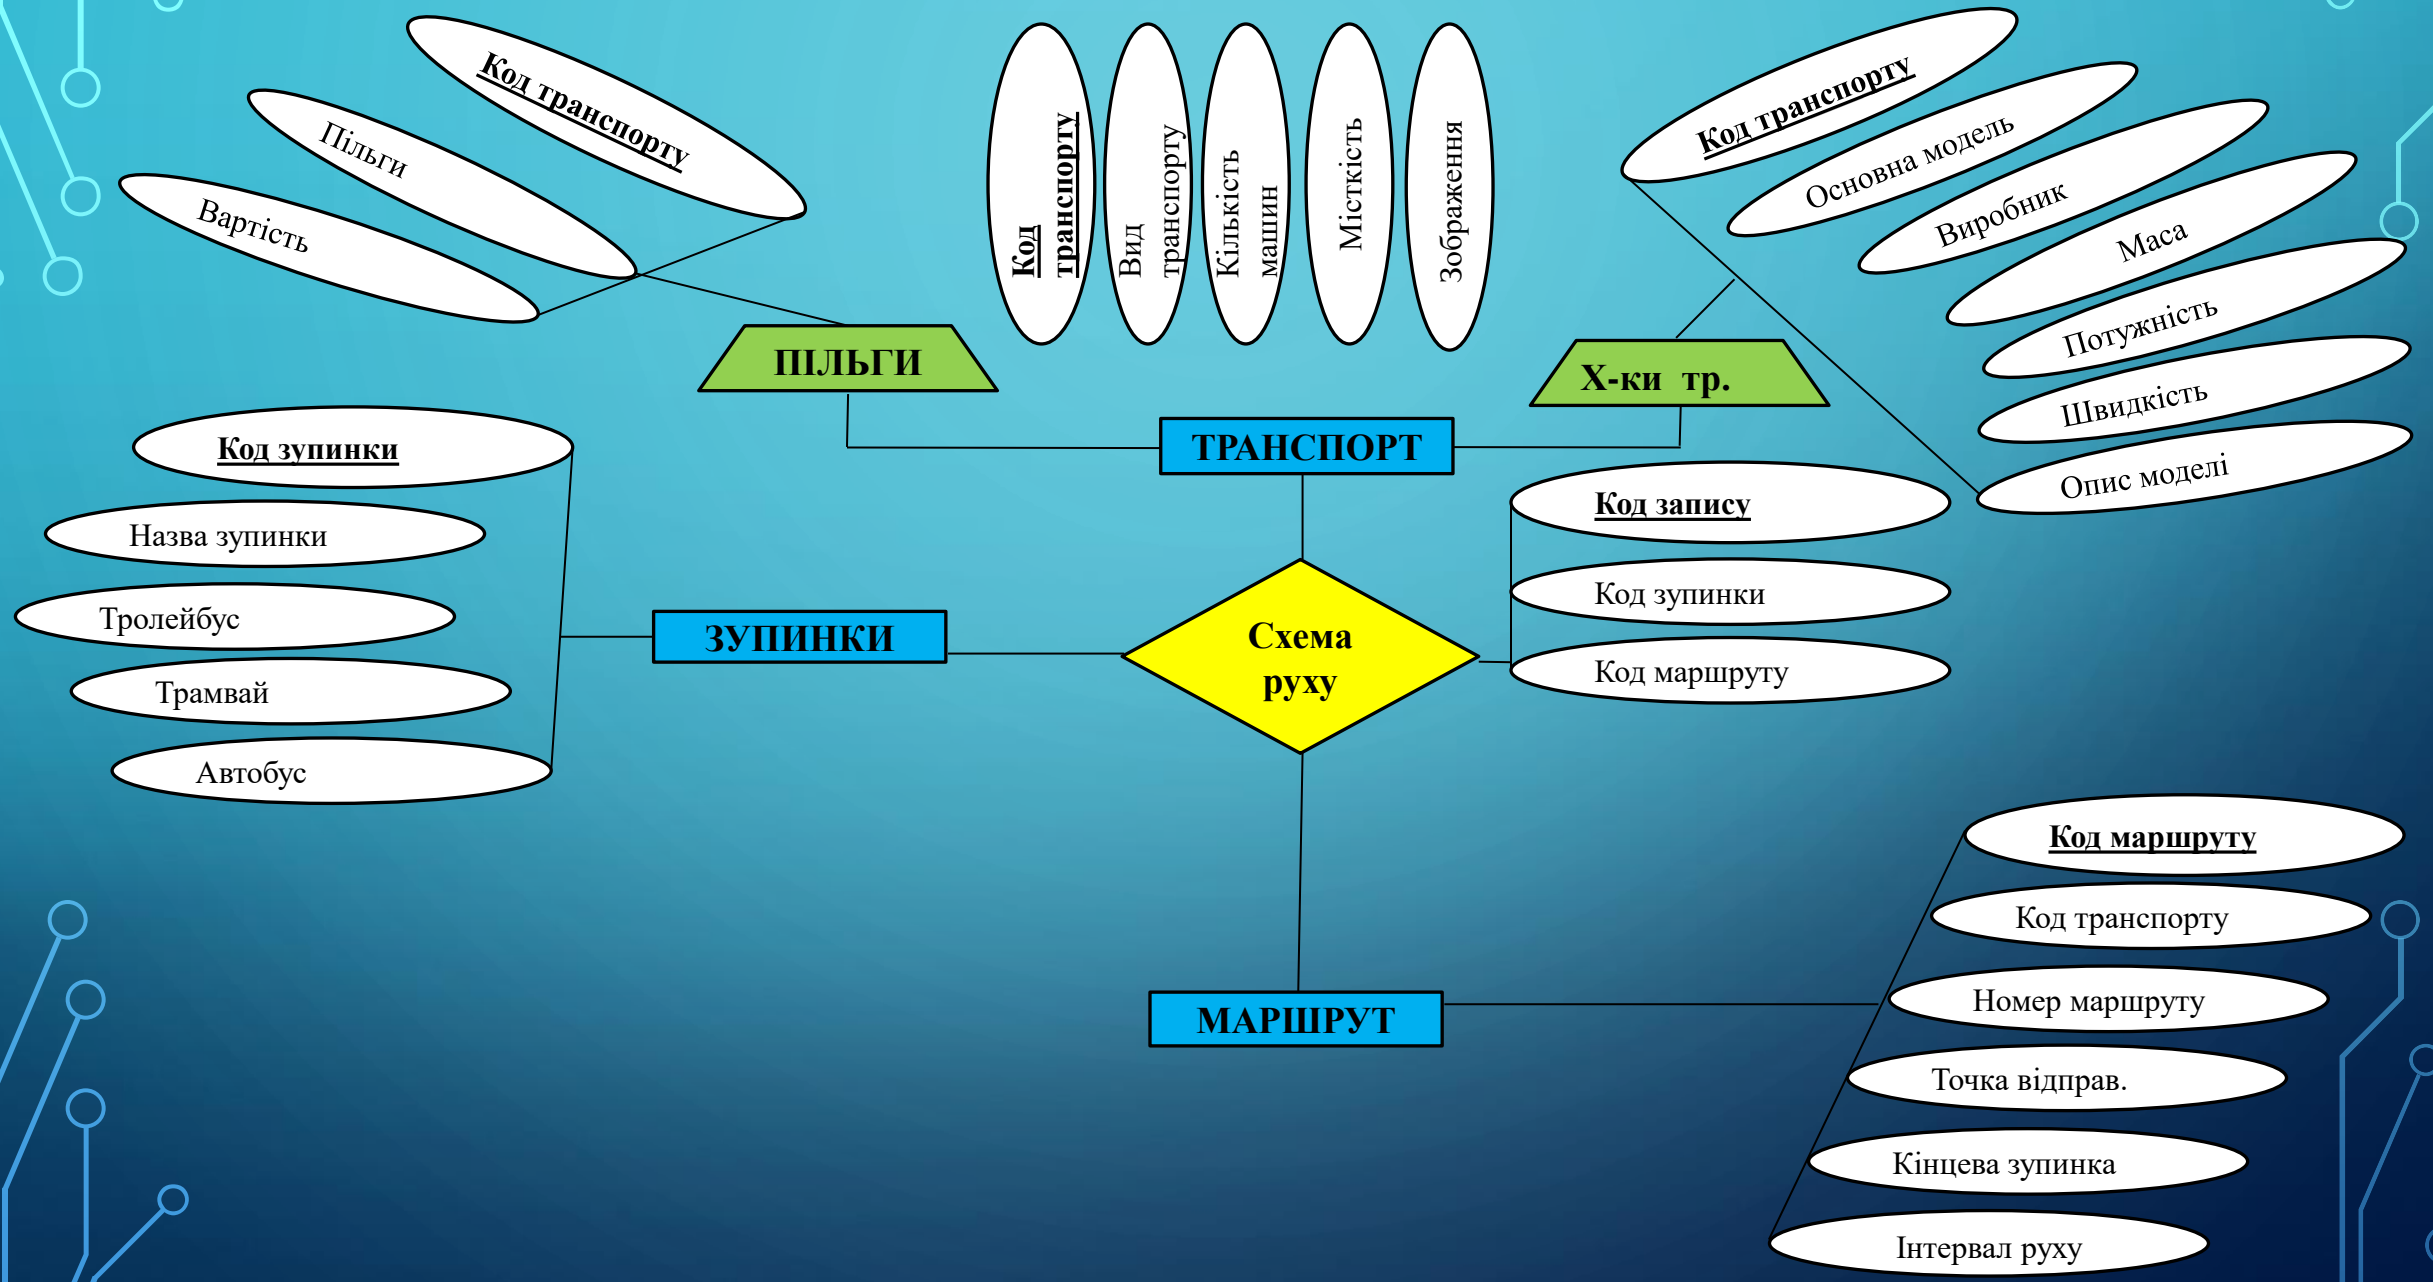 Код транспорту
Пільги
Вартість
ПІЛЬГИ
Код
транспорту
Вид
транспорту
Кількість
машин
Місткість
Зображення
Код транспорту
Основна модель
Виробник
Маса
Потужність
Швидкість
Опис моделі
Х-ки тр.
ТРАНСПОРТ
Код зупинки
Назва зупинки
Тролейбус
Трамвай
Автобус
ЗУПИНКИ
Схема
руху
Код запису
Код зупинки
Код маршруту
МАРШРУТ
Код маршруту
Код транспорту
Номер маршруту
Точка відправ.
Кінцева зупинка
Інтервал руху